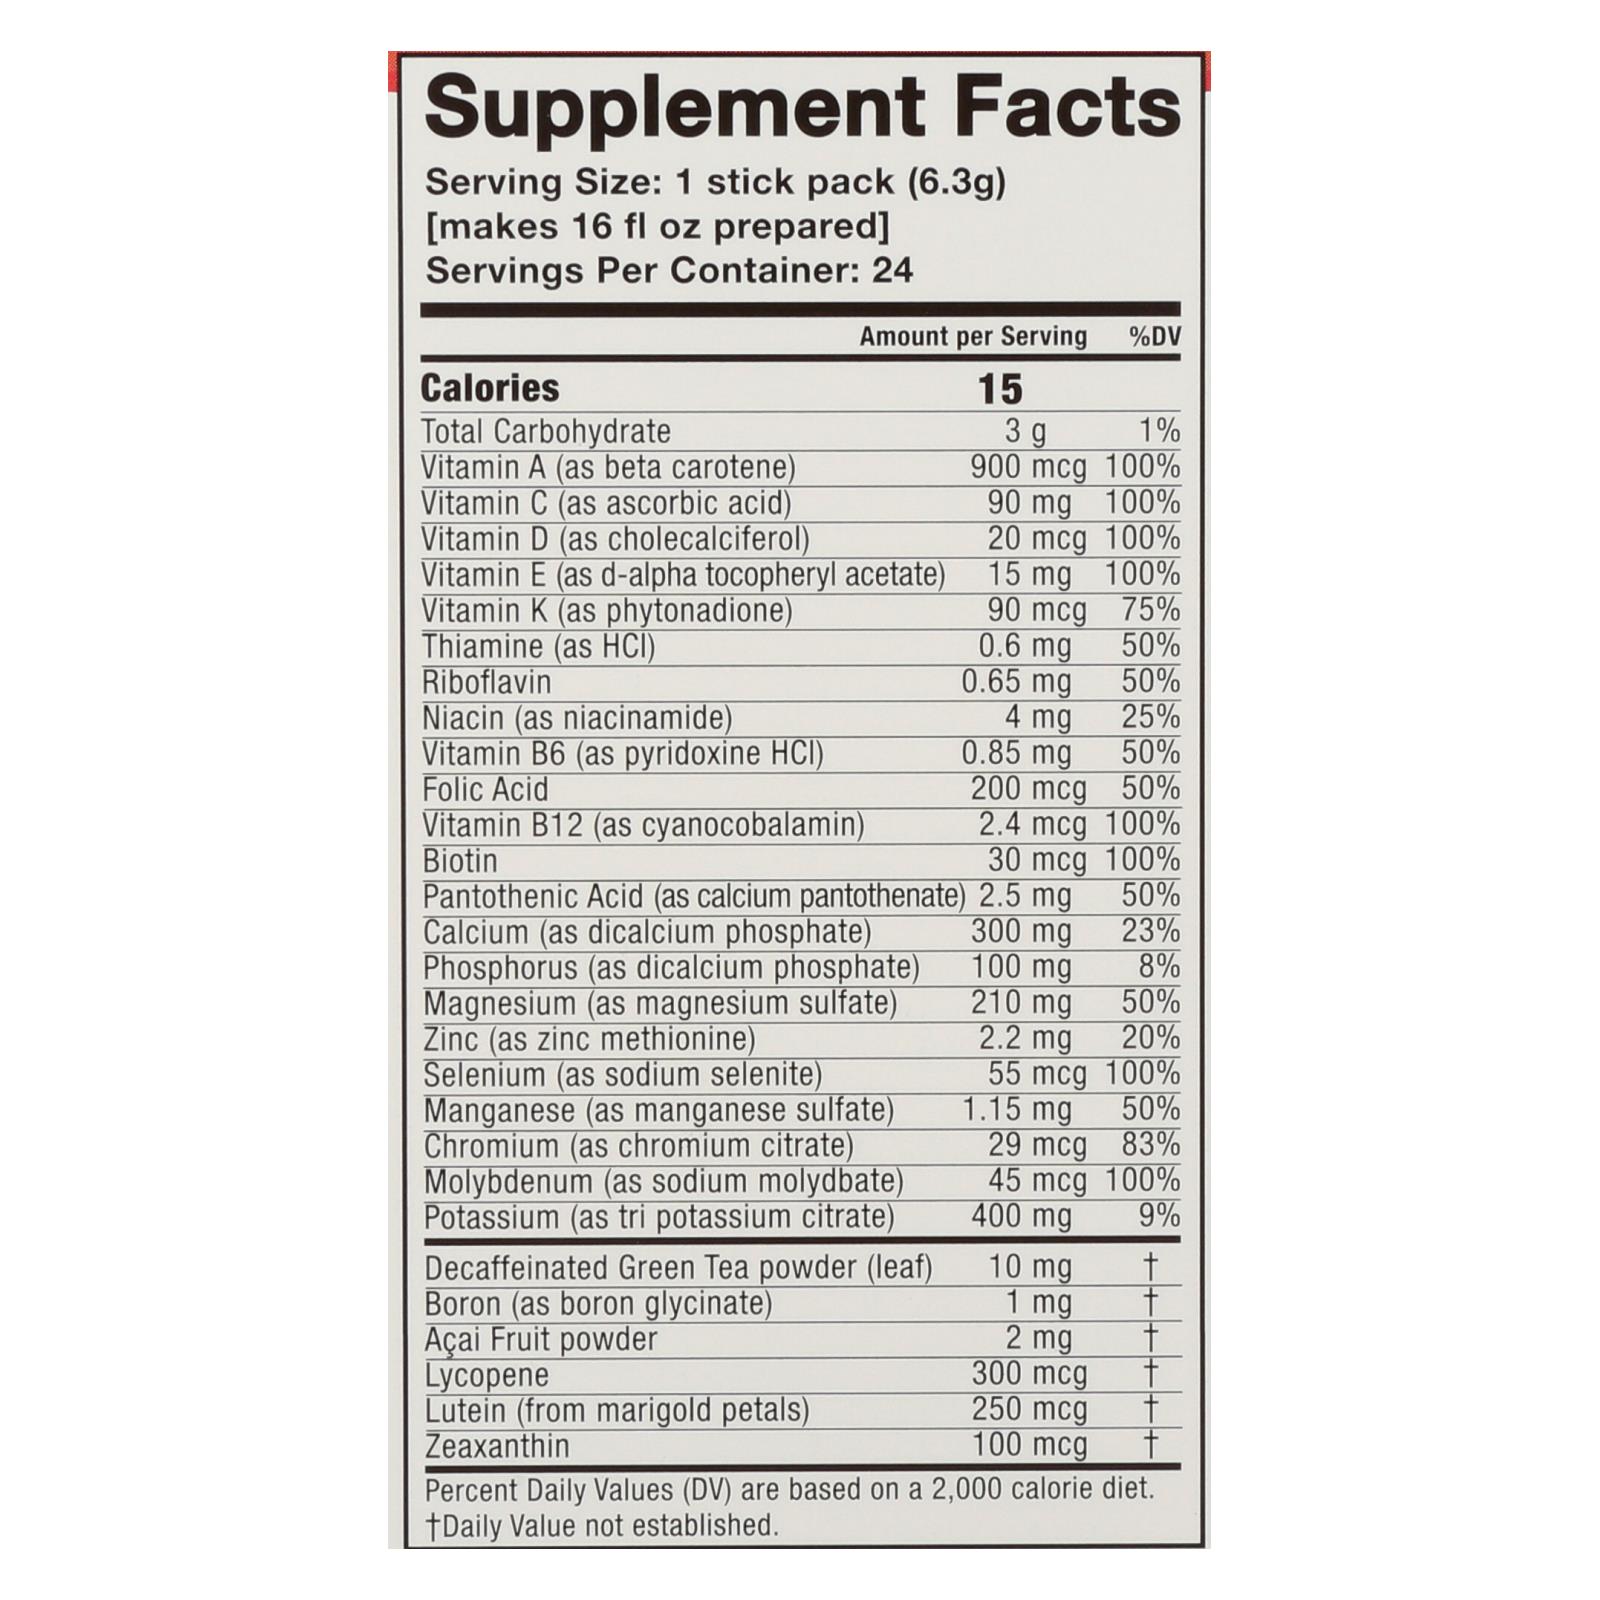 Supplement Facts
Serving Size: 1 stick pack (6.3g)
[makes 16 fl oz prepared]
Servings Per Container: 24
Amount per Serving %DV
Calories 15
Total Carbohydrate 3 g 1%
Vitamin A (as beta carotene) 900 mcg 100%
Vitamin C (as ascorbic acid) 90 mg 100%
Vitamin D (as cholecalciferol) 20 mcg 100%
Vitamin E (as d-alpha tocopheryl acetate) 15 mg 100%
Vitamin K (as phytonadione) 90 mcg 75%
Thiamine (as HCl) 0.6 mg 50%
Riboflavin 0.65 mg 50%
Niacin (as niacinamide) 4 mg 25%
Vitamin B6 (as pyridoxine HCl) 0.85 mg 50%
Folic Acid 200 mcg 50%
Vitamin B12 (as cyanocobalamin) 2.4 mcg 100%
Biotin 30 mcg 100%
Pantothenic Acid (as calcium pantothenate) 2.5 mg 50%
Calcium (as dicalcium phosphate) 300 mg 23%
Phosphorus (as dicalcium phosphate) 100 mg 8%
Magnesium (as magnesium sulfate) 210 mg 50%
Zinc (as zinc methionine) 2.2 mg 20%
Selenium (as sodium selenite) 55 mcg 100%
Manganese (as manganese sulfate) 1.15 mg 50%
Chromium (as chromium citrate) 29 mcg 83%
Molybdenum (as sodium molydbate) 45 mcg 100%
Potassium (as tri potassium citrate) 400 mg 9%
Decaffeinated Green Tea powder (leaf) 10 mg †
Boron (as boron glycinate) 1 mg †
Açai Fruit powder 2 mg †
Lycopene 300 mcg †
Lutein (from marigold petals) 250 mcg †
Zeaxanthin 100 mcg †
Percent Daily Values (DV) are based on a 2,000 calorie diet.
†Daily Value not established.